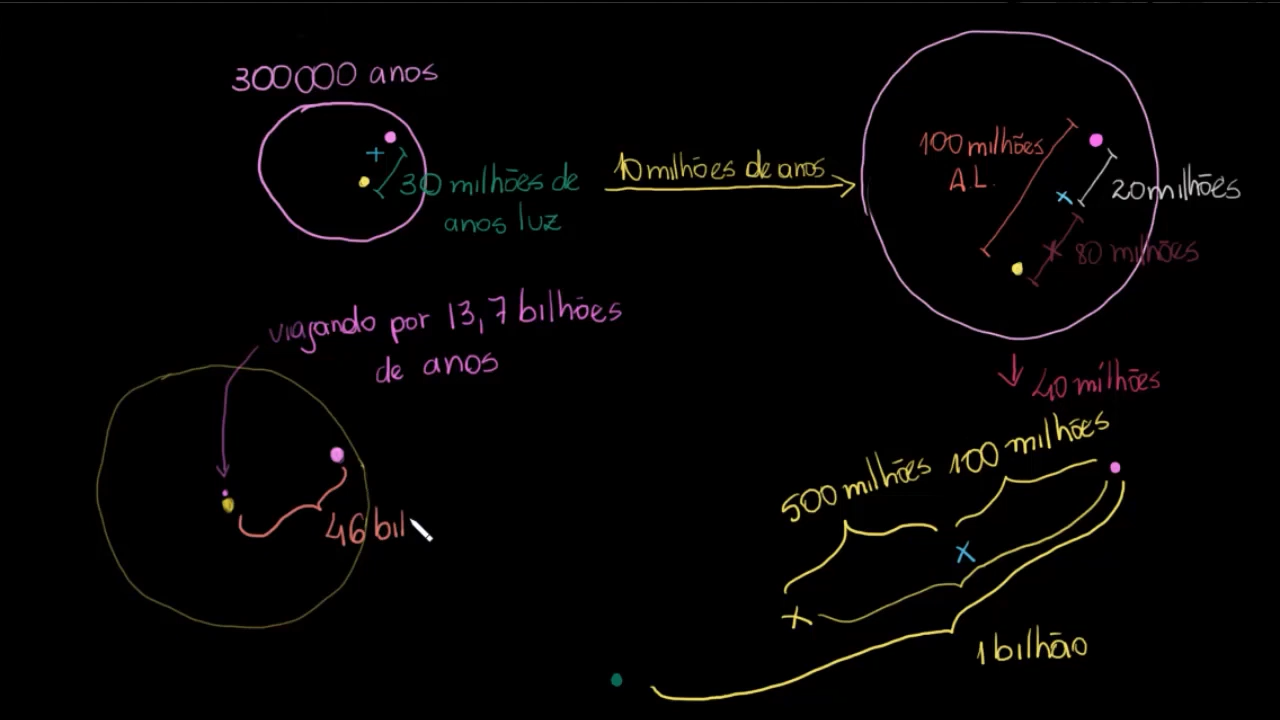 300000 anos
30 milhões de
anos luz
10 milhões de anos
100 milhões
A.L.
20 milhões
80 milhões
viajando por 13,7 bilhões
de anos
40 milhões
500 milhões 100 milhões
46 bil
1 bilhão